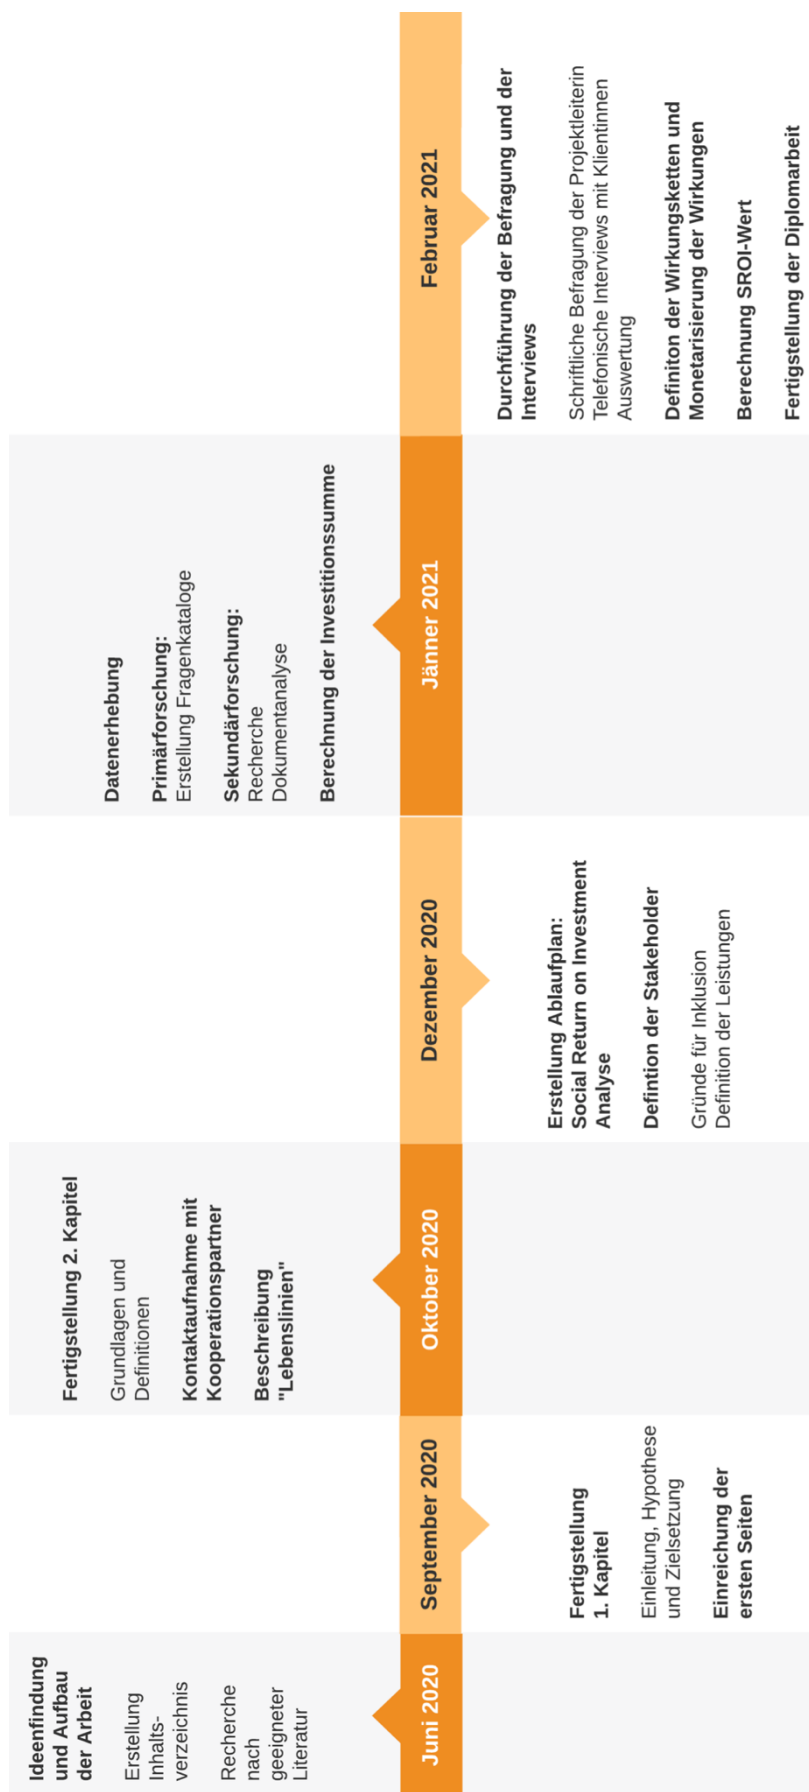 Juni 2020
Ideenfindung
und Aufbau
der Arbeit
Erstellung
Inhalts-
verzeichnis
Recherche
nach
geeigneter
Literatur
September 2020
Fertigstellung
1. Kapitel
Einleitung, Hypothese
und Zielsetzung
Einreichung der
ersten Seiten
Oktober 2020
Fertigstellung 2. Kapitel
Grundlagen und
Definitionen
Kontaktaufnahme mit
Kooperationspartner
Beschreibung
"Lebenslinien"
Dezember 2020
Erstellung Ablaufplan:
Social Return on Investment
Analyse
Defintion der Stakeholder
Gründe für Inklusion
Definition der Leistungen
Jänner 2021
Datenerhebung
Primärforschung:
Erstellung Fragenkataloge
Sekundärforschung:
Recherche
Dokumentanalyse
Berechnung der Investitionssumme
Februar 2021
Durchführung der Befragung und der
Interviews
Schriftliche Befragung der Projektleiterin
Telefonische Interviews mit Klientinnen
Auswertung
Definiton der Wirkungsketten und
Monetarisierung der Wirkungen
Berechnung SROI-Wert
Fertigstellung der Diplomarbeit